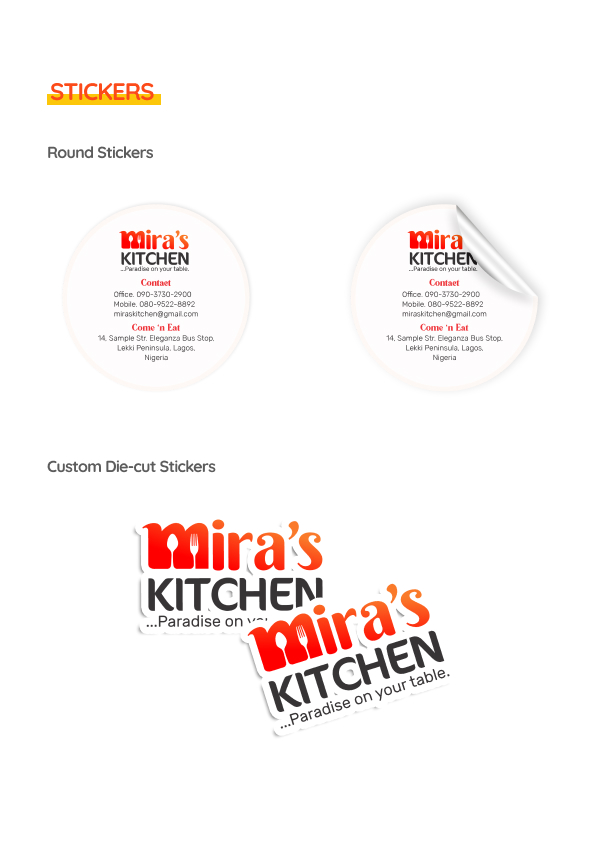 STICKERS
Round Stickers
mira's
KITCHEN
...Paradise on your table.
Contact
Office. 090-3730-2900
Mobile. 080-9522-8892
miraskitchen@gmail.com
Come 'n Eat
14, Sample Str, Eleganza Bus Stop,
Lekki Peninsula, Lagos,
Nigeria
mira
KITCHEN
...Paradise on your table.
Contact
Office. 090-3730-2900
Mobile. 080-9522-8892
miraskitchen@gmail.com
Come 'n Eat
14, Sample Str, Eleganza Bus Stop,
Lekki Peninsula, Lagos,
Nigeria
Custom Die-cut Stickers
mira's
KITCHEN
...Paradise on
mira's
KITCHEN
...Paradise on your table.